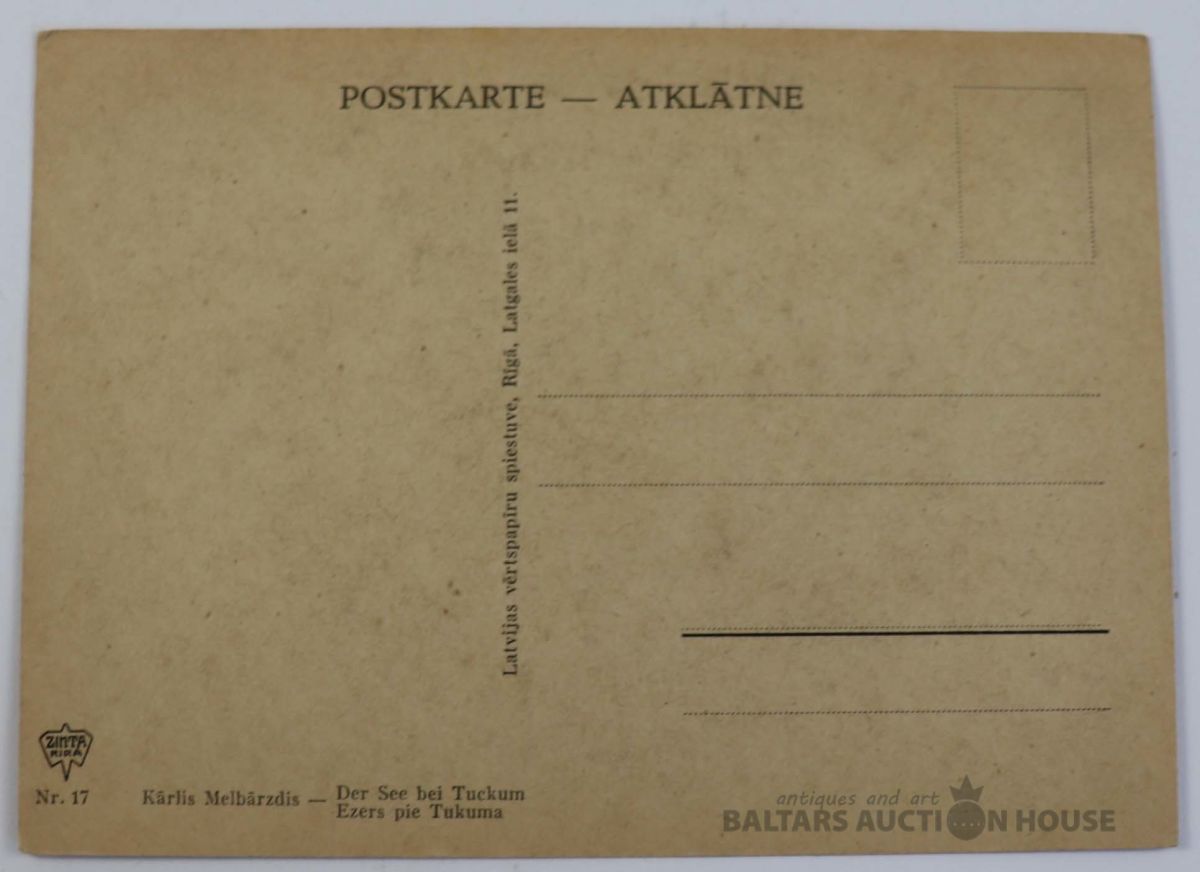 POSTKARTE — ATKLĀTNE
Latvijas vērtspapīru spiestuve, Rīgā, Latgales ielā 11.
ZINTA
RIGA
Nr. 17
Kārlis Melbārzdis — Der See bei Tuckum
Ezers pie Tukuma
antiques and art
BALTARS AUCTION HOUSE